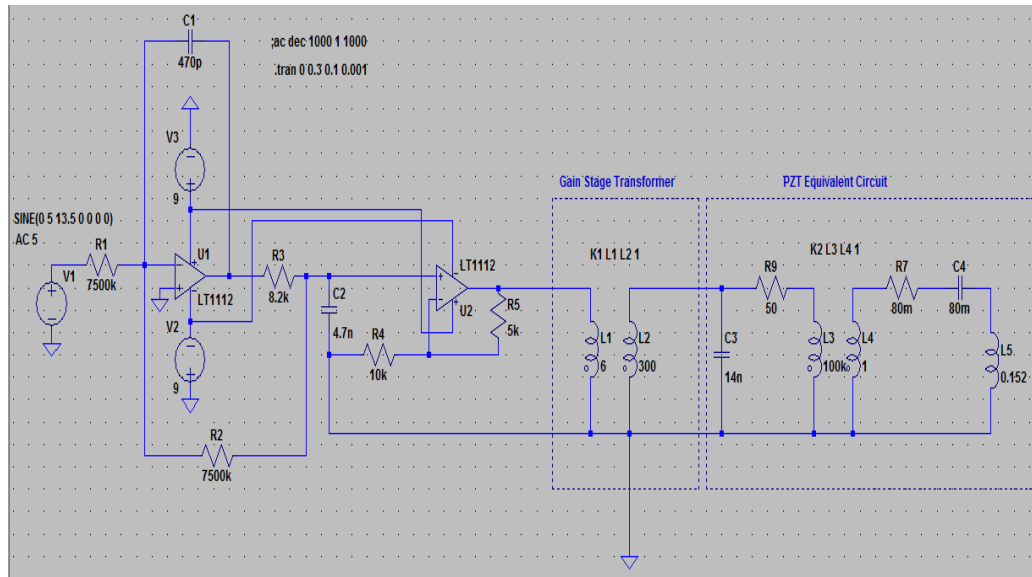 C1
470p
;ac dec 1000 1 1000
.tran 0 0.3 0.1 0.001
V3
9
SINE(0 5 13.5 0 0 0 0)
AC 5
V1
R1
7500k
U1
LT1112
V2
9
R2
7500k
R3
8.2k
C2
4.7n
R4
10k
LT1112
U2
R5
5k
Gain Stage Transformer
K1 L1 L2 1
L1
6
L2
300
PZT Equivalent Circuit
K2 L3 L4 1
C3
14n
R9
50
L3
100k
L4
1
R7
80m
C4
80m
L5
0.152